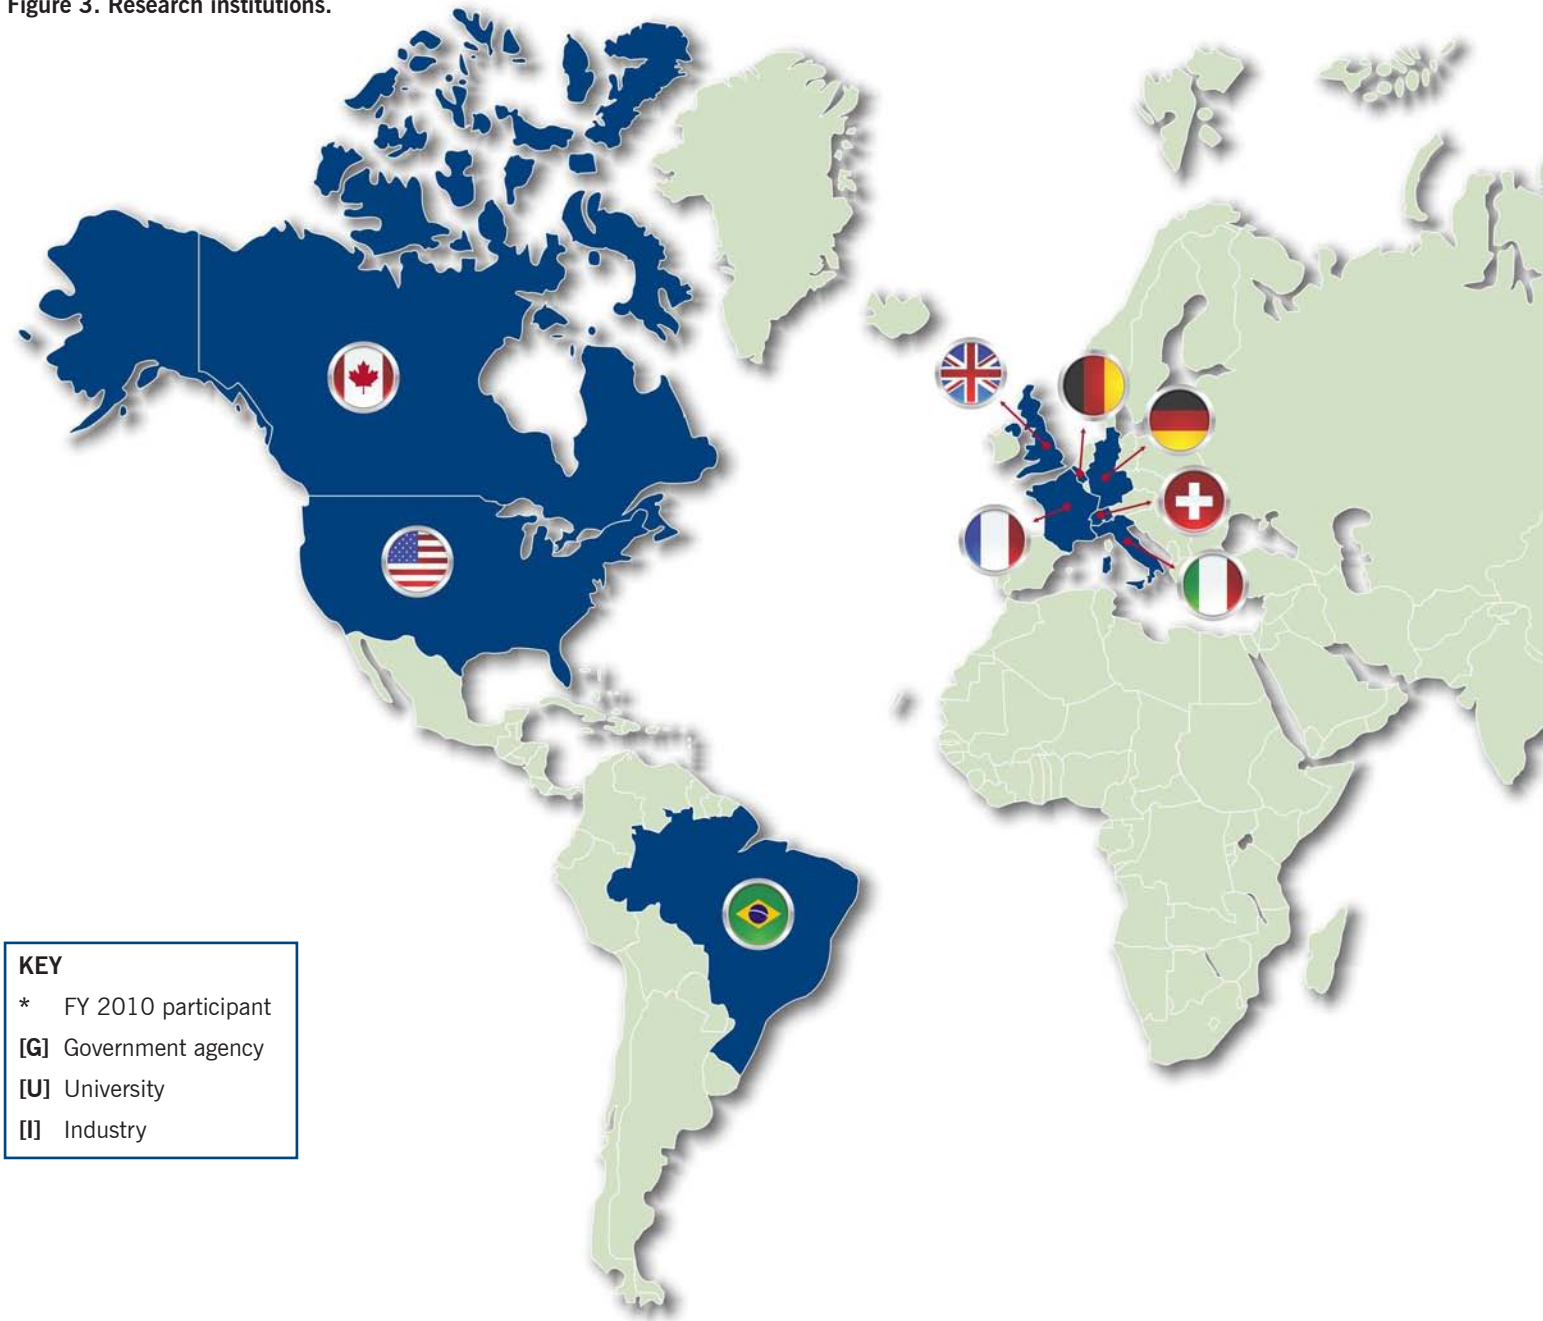 Figure 3. Research institutions.
KEY
* FY 2010 participant
[G] Government agency
[U] University
[I] Industry